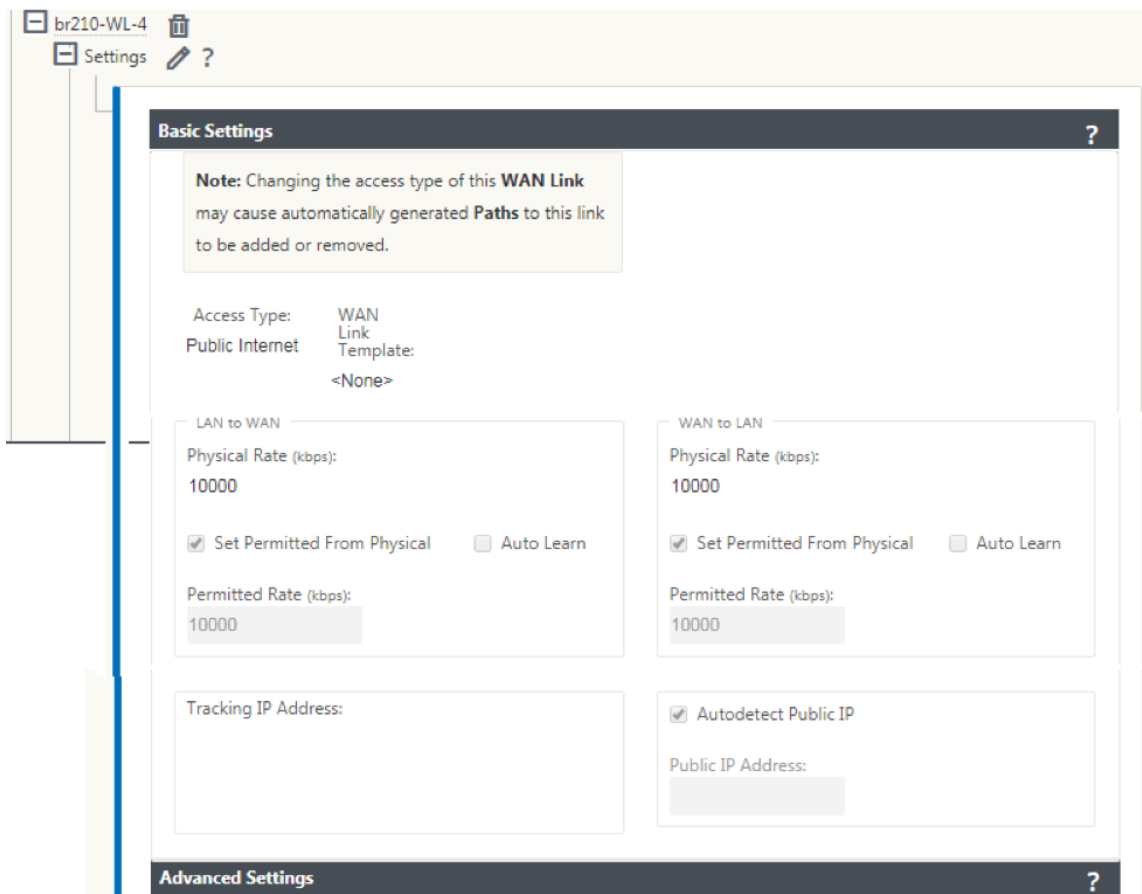 br210-WL-4
Settings ?
Basic Settings ?
Note: Changing the access type of this WAN Link
may cause automatically generated Paths to this link
to be added or removed.
Access Type:
Public Internet
WAN
Link
Template:
<None>
LAN to WAN
Physical Rate (kbps):
10000
Set Permitted From Physical Auto Learn
Permitted Rate (kbps):
10000
WAN to LAN
Physical Rate (kbps):
10000
Set Permitted From Physical Auto Learn
Permitted Rate (kbps):
10000
Tracking IP Address:
Autodetect Public IP
Public IP Address:
Advanced Settings ?